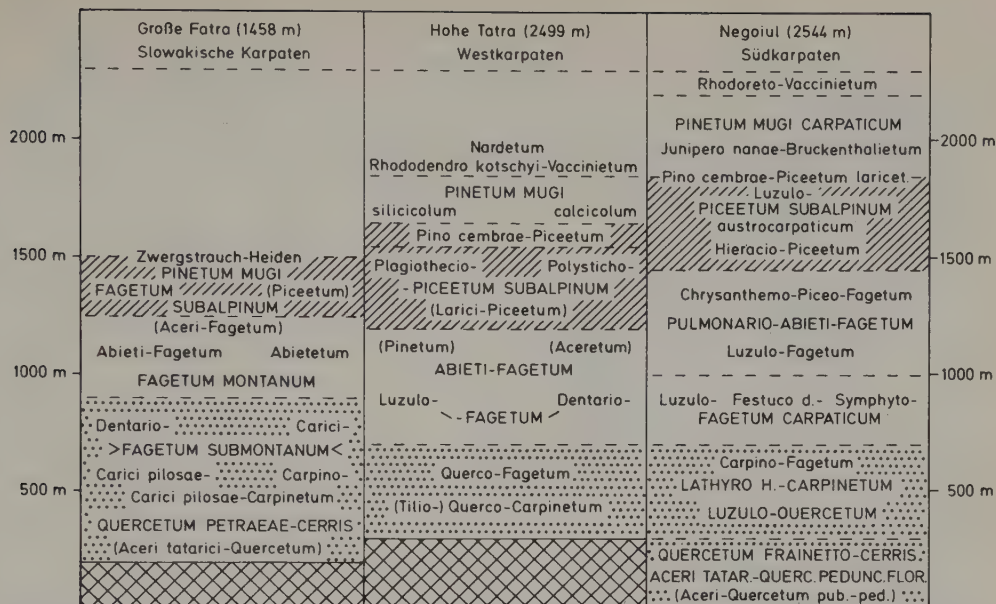 Große Fatra (1458 m)
Slowakische Karpaten
Zwergstrauch-Heiden
PINETUM MUGI
FAGETUM (Piceetum)
SUBALPINUM
(Aceri-Fagetum)
Abieti-Fagetum Abietetum
FAGETUM MONTANUM
Dentario- Carici-
>FAGETUM SUBMONTANUM<
Carici pilosae- Carpino-
Carici pilosae-Carpinetum
QUERCETUM PETRAEAE-CERRIS
(Aceri tatarici-Quercetum)
Hohe Tatra (2499 m)
Westkarpaten
Nardetum
Rhododendro kotschyi-Vaccinietum
PINETUM MUGI
silicicolum calcicolum
Pino cembrae-Piceetum
Plagiothecio- Polysticho-
-PICEETUM SUBALPINUM
(Larici-Piceetum)
(Pinetum) (Aceretum)
ABIETI-FAGETUM
Luzulo- Dentario-
-FAGETUM
Querco-Fagetum
(Tilio-) Querco-Carpinetum
Negoiul (2544 m)
Südkarpaten
Rhodoreto-Vaccinietum
PINETUM MUGI CARPATICUM
Junipero nanae-Bruckenthalietum
Pino cembrae-Piceetum laricet.
Luzulo-
PICEETUM SUBALPINUM
austrocarpaticum
Hieracio-Piceetum
Chrysanthemo-Piceo-Fagetum
PULMONARIO-ABIETI-FAGETUM
Luzulo-Fagetum
Luzulo- Festuco d.- Symphyto-
FAGETUM CARPATICUM
Carpino-Fagetum
LATHYRO H.-CARPINETUM
LUZULO-QUERCETUM
QUERCETUM FRAINETTO-CERRIS.
ACERI TATAR.-QUERC.PEDUNC.FLOR.
(Aceri-Quercetum pub.-ped.)
2000 m
1500 m
1000 m
500 m
2000 m
1500 m
1000 m
500 m